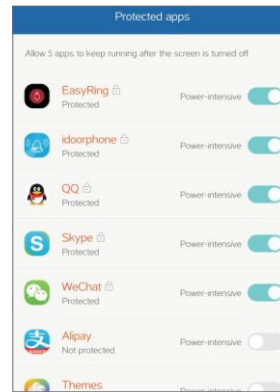 Protected apps
Allow 5 apps to keep running after the screen is turned off
EasyRing
Protected
Power-intensive
idoorphone
Protected
Power-intensive
QQ
Protected
Power-intensive
Skype
Protected
Power-intensive
WeChat
Protected
Power-intensive
Alipay
Not protected
Power-intensive
Themes
Power-intensive